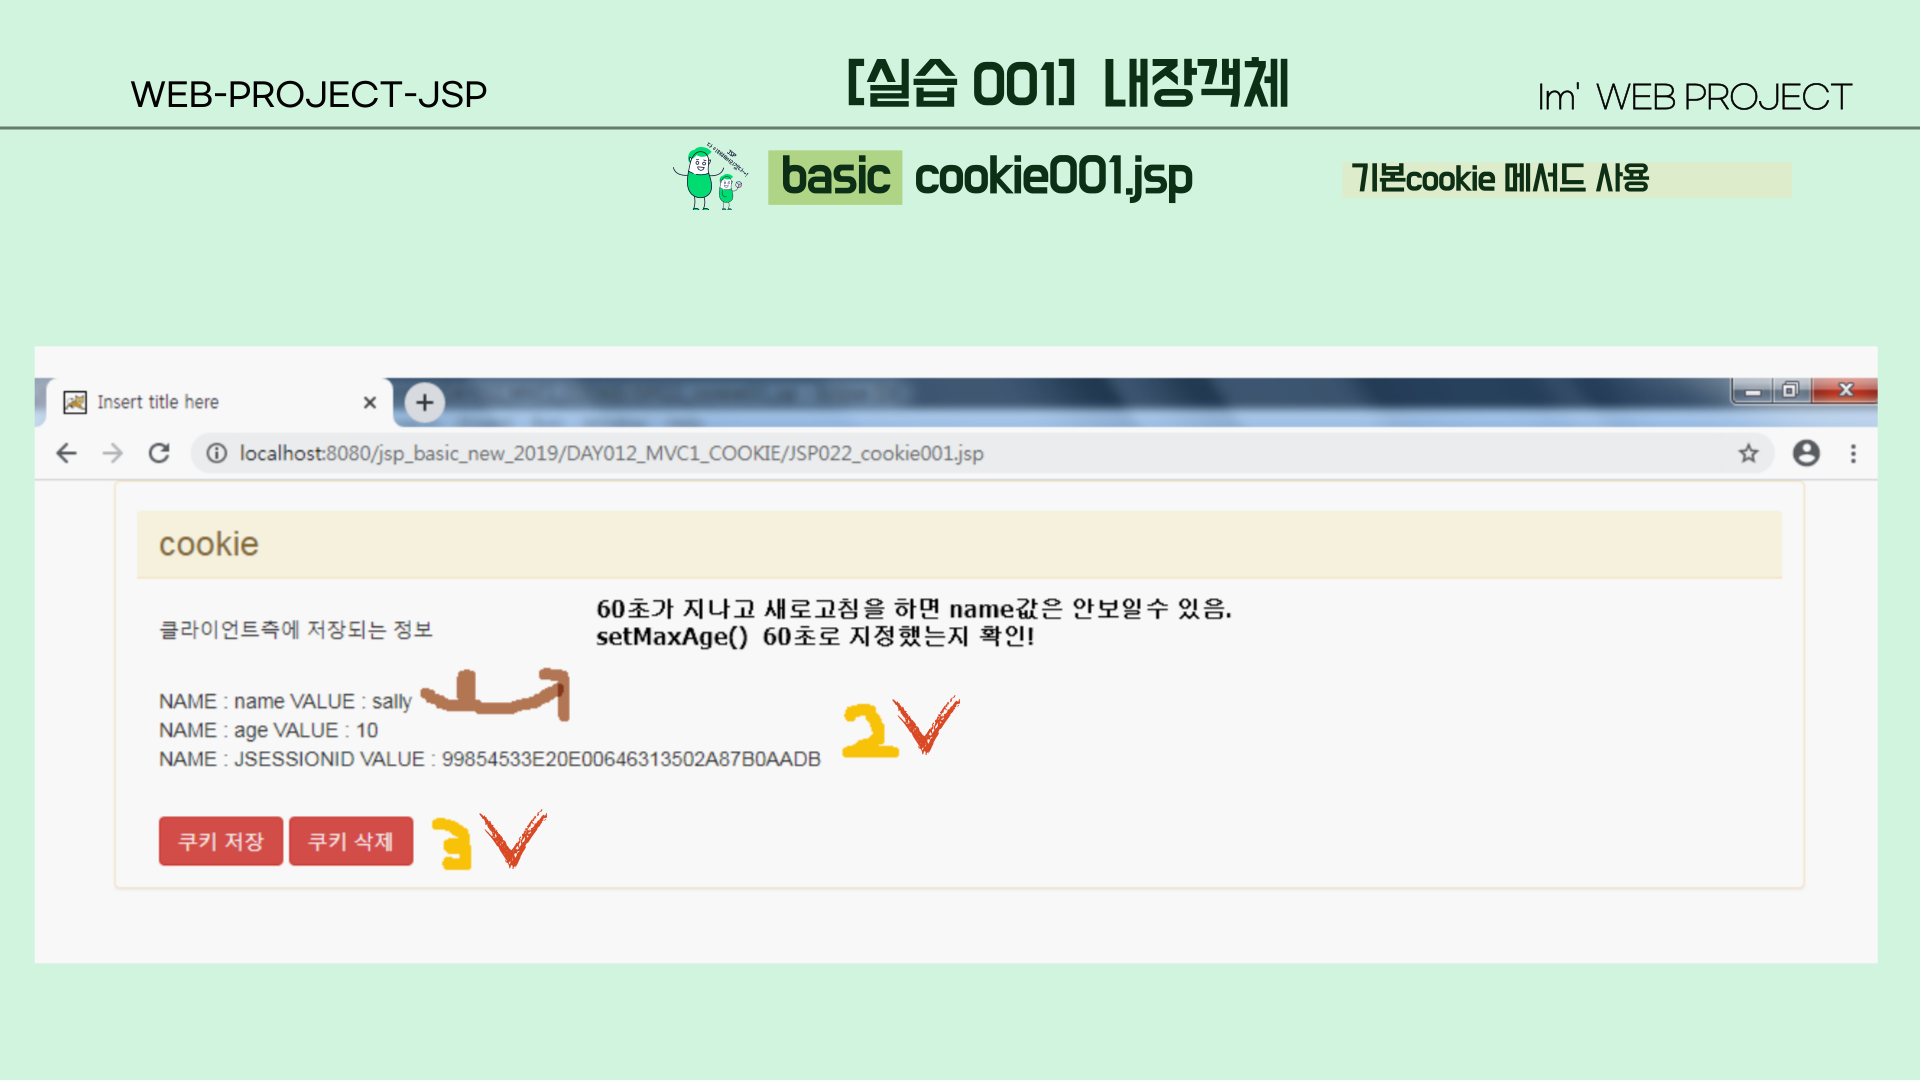 WEB-PROJECT-JSP
[실습 001] 내장객체
Im' WEB PROJECT
basic cookie001.jsp
기본cookie 메서드 사용
Insert title here
localhost:8080/jsp_basic_new_2019/DAY012_MVC1_COOKIE/JSP022_cookie001.jsp
cookie
60초가 지나고 새로고침을 하면 name값은 안보일수 있음.
setMaxAge() 60초로 지정했는지 확인!
클라이언트측에 저장되는 정보
NAME : name VALUE : sally
NAME : age VALUE : 10
NAME : JSESSIONID VALUE : 99854533E20E00646313502A87B0AADB
2
쿠키 저장 쿠키 삭제
3